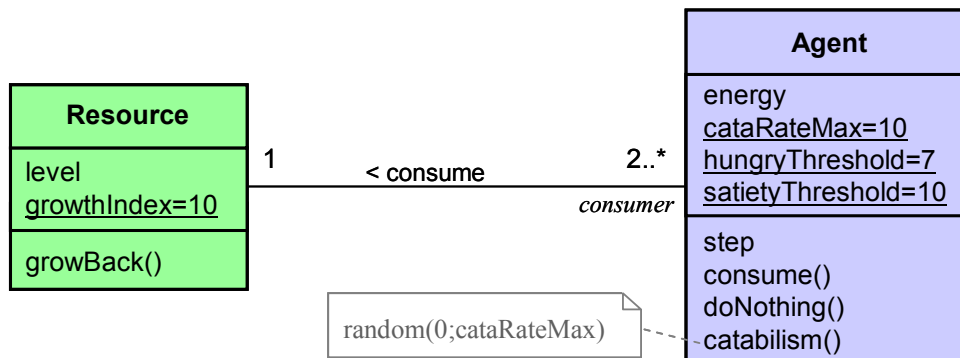 Resource
level
growthIndex=10
growBack()
1
< consume
2..*
consumer
Agent
energy
cataRateMax=10
hungryThreshold=7
satietyThreshold=10
step
consume()
doNothing()
catabilism()
random(0;cataRateMax)